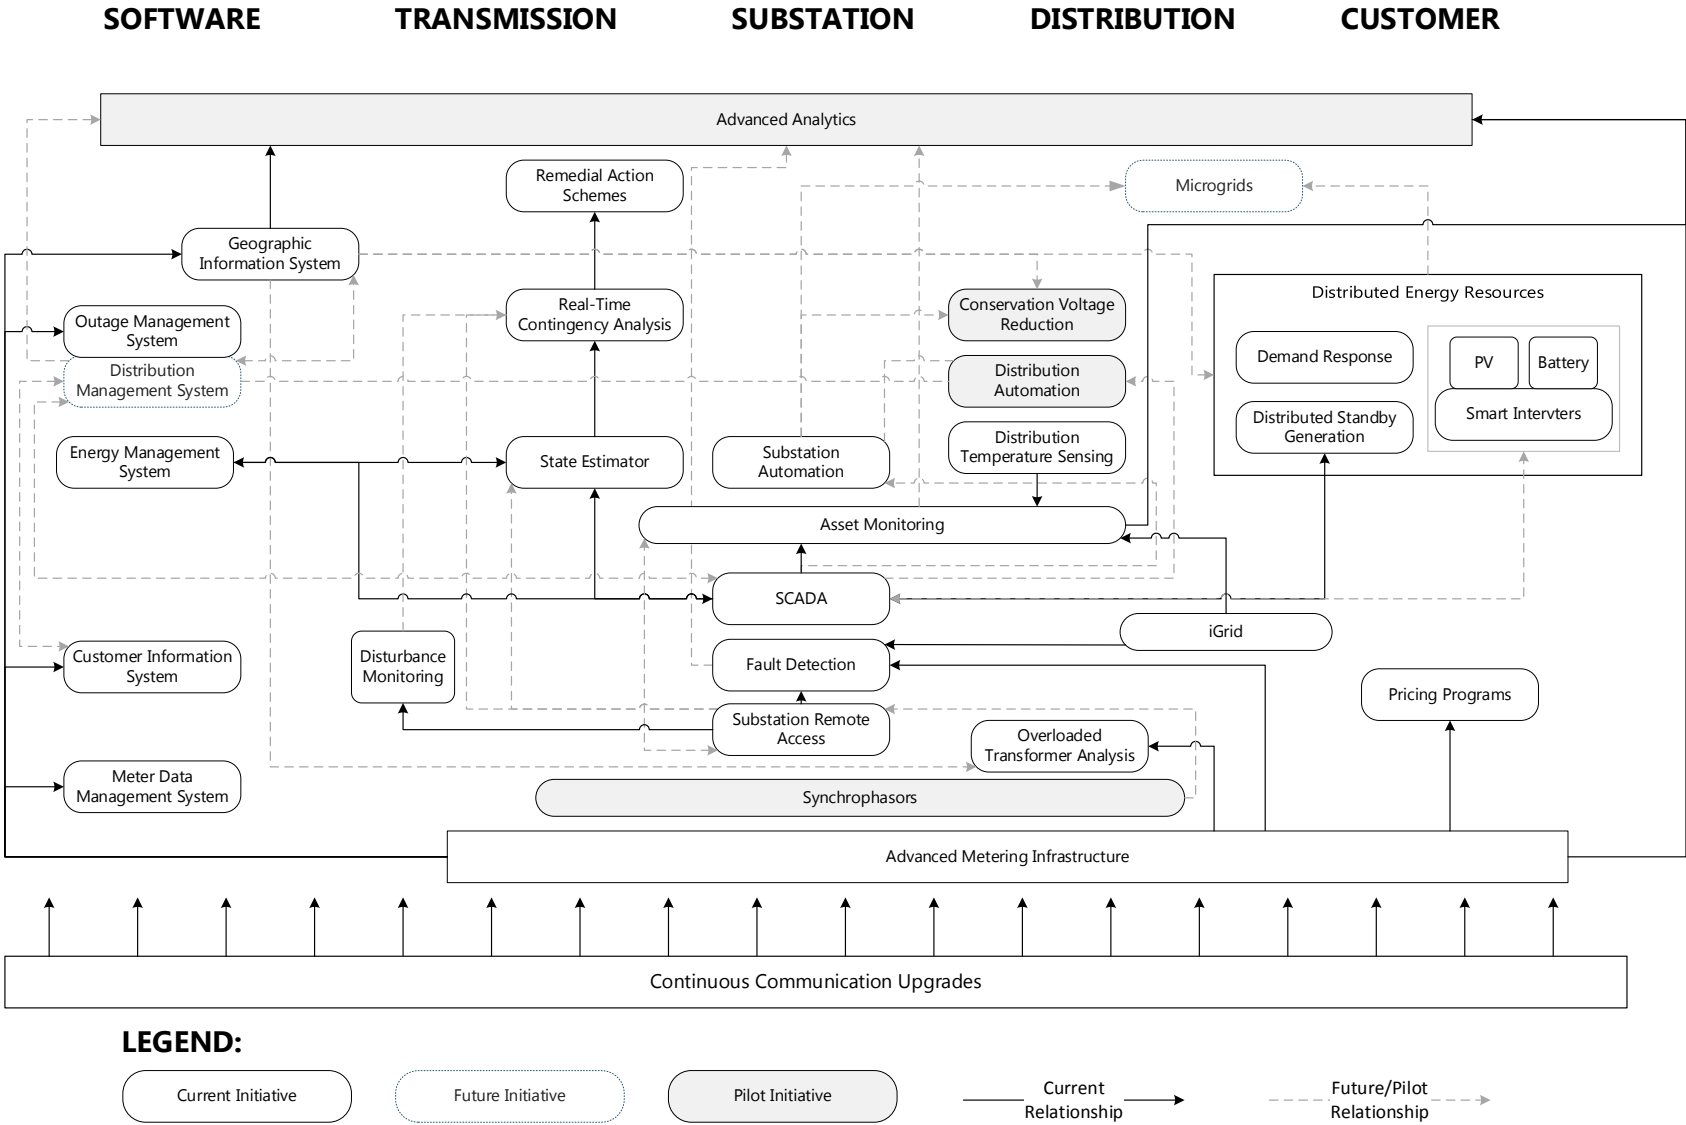 SOFTWARE
TRANSMISSION
SUBSTATION
DISTRIBUTION
CUSTOMER
Advanced Analytics
Remedial Action
Schemes
Microgrids
Geographic
Information System
Outage Management
System
Distribution
Management System
Real-Time
Contingency Analysis
Conservation Voltage
Reduction
Distribution
Automation
Distributed Energy Resources
Demand Response
PV
Battery
Distributed Standby
Generation
Smart Intervters
Energy Management
System
State Estimator
Substation
Automation
Distribution
Temperature Sensing
Asset Monitoring
SCADA
iGrid
Customer Information
System
Disturbance
Monitoring
Fault Detection
Pricing Programs
Substation Remote
Access
Overloaded
Transformer Analysis
Meter Data
Management System
Synchrophasors
Advanced Metering Infrastructure
Continuous Communication Upgrades
LEGEND:
Current Initiative
Future Initiative
Pilot Initiative
Current
Relationship
Future/Pilot
Relationship